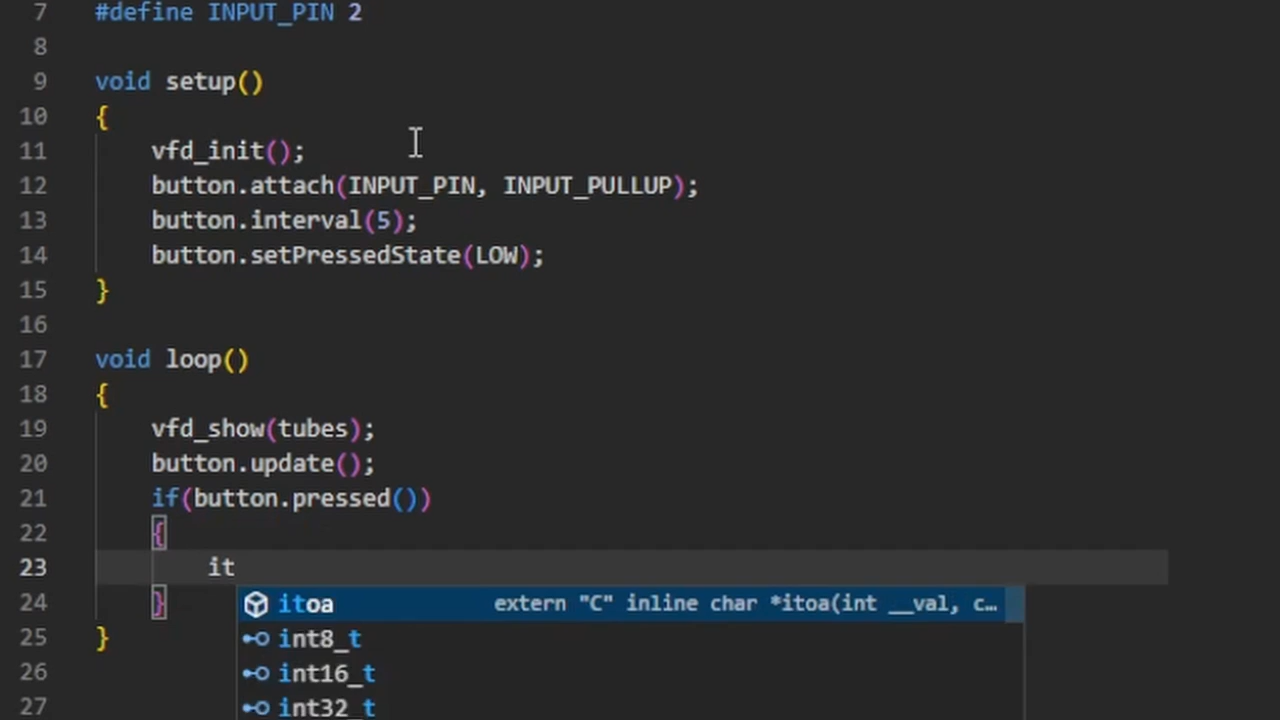 7 #define INPUT_PIN 2
8
9 void setup()
10 {
11 vfd_init();
12 button.attach(INPUT_PIN, INPUT_PULLUP);
13 button.interval(5);
14 button.setPressedState(LOW);
15 }
16
17 void loop()
18 {
19 vfd_show(tubes);
20 button.update();
21 if(button.pressed())
22 {
23 it
itoa extern "C" inline char *itoa(int __val, c…
24 }
int8_t
25 }
int16_t
26
int32_t
27